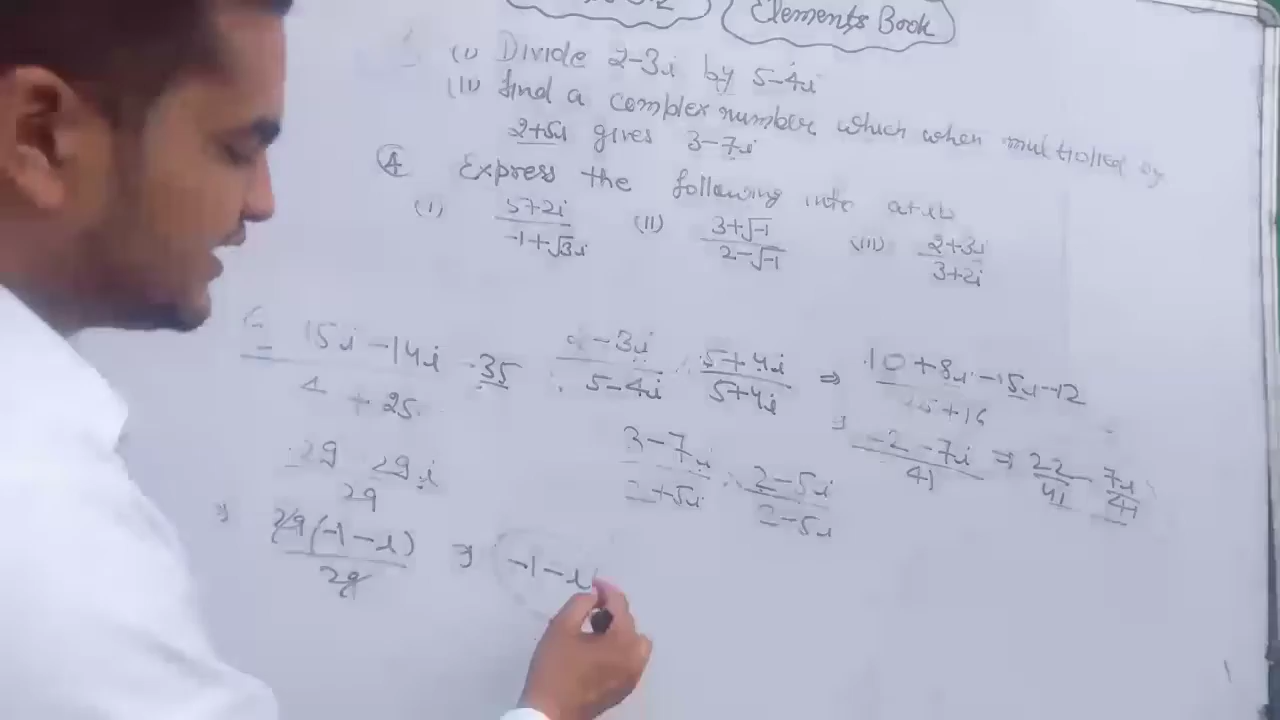 Elements Book
(i) Divide 2-3i by 5-4i
(ii) find a complex number which when multiplied by
2+5i gives 3-7i
④ Express the following into a+ib
(i) 5+2i / -1+√3i (ii) 3+√-1 / 2-√-1 (iii) 2+3i / 3+2i
-3i / 5-4i 5+4i / 5+4i ⇒ 10+8i-15i-12 / +16
15i -14i -35 / 4 + 25
⇒ -2-7i / 41 ⇒ 22 / 41 - 7i / 41
3-7i / 2+5i · 2-5i / 2-5i
-29 -29i / 29
⇒ 29(-1-i) / 29 ⇒ -1-i